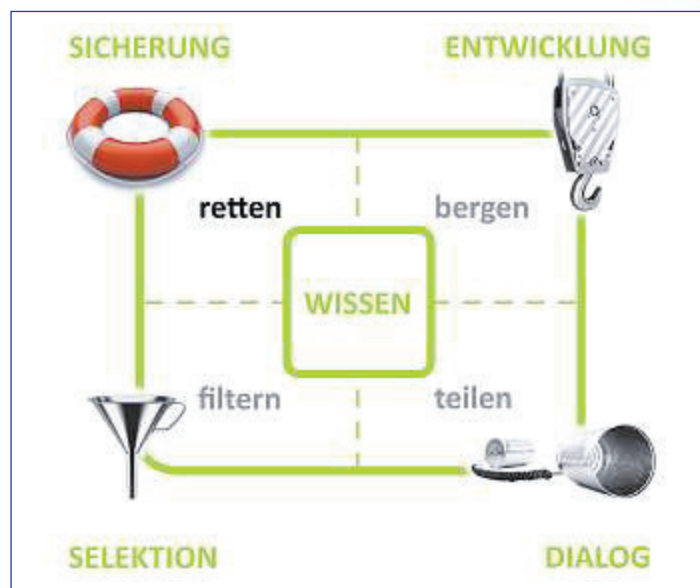 SICHERUNG
ENTWICKLUNG
retten
bergen
WISSEN
filtern
teilen
SELEKTION
DIALOG